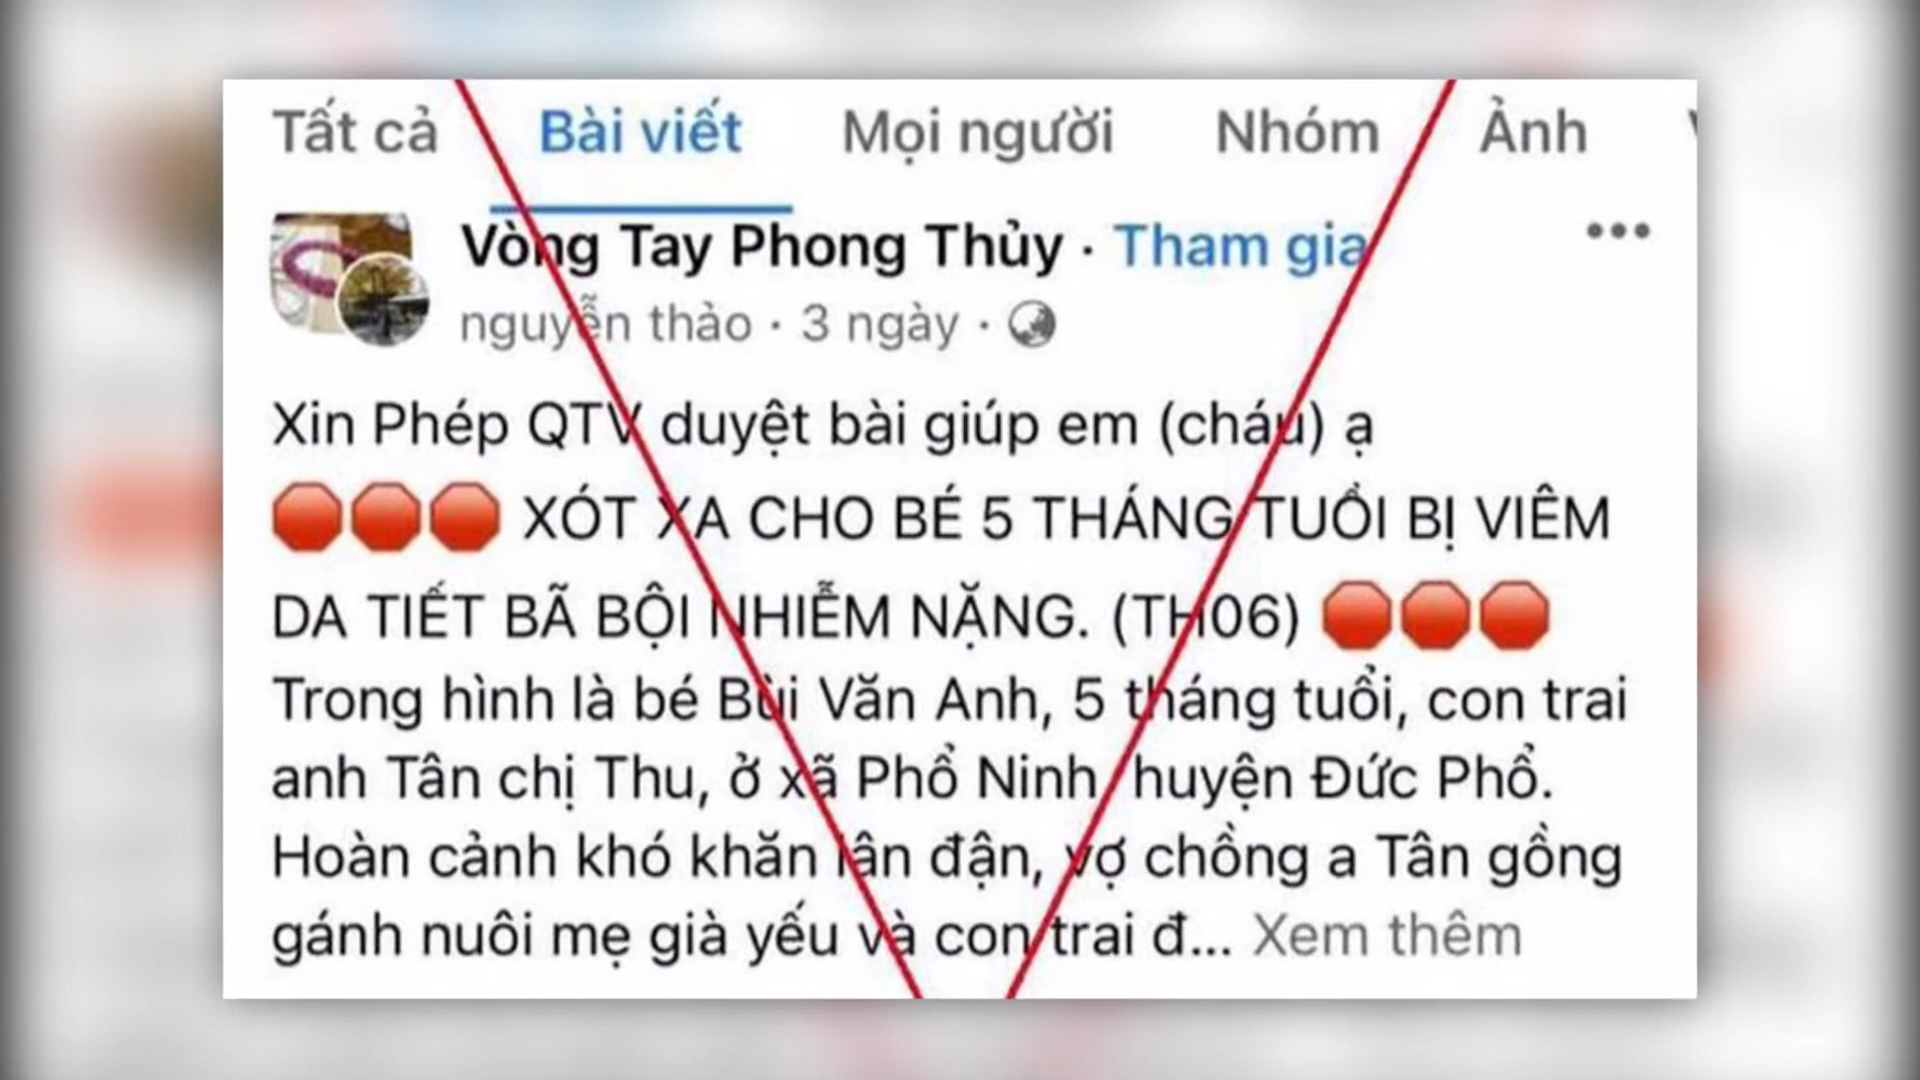 Tất cả Bài viết Mọi người Nhóm Ảnh
Vòng Tay Phong Thủy · Tham gia
nguyễn thảo · 3 ngày ·
Xin Phép QTV duyệt bài giúp em (cháu) ạ
🛑🛑🛑 XÓT XA CHO BÉ 5 THÁNG TUỔI BỊ VIÊM
DA TIẾT BÃ BỘI NHIỄM NẶNG. (TH06) 🛑🛑🛑
Trong hình là bé Bùi Văn Anh, 5 tháng tuổi, con trai
anh Tân chị Thu, ở xã Phổ Ninh, huyện Đức Phổ.
Hoàn cảnh khó khăn lân đận, vợ chồng a Tân gồng
gánh nuôi mẹ già yếu và con trai đ... Xem thêm